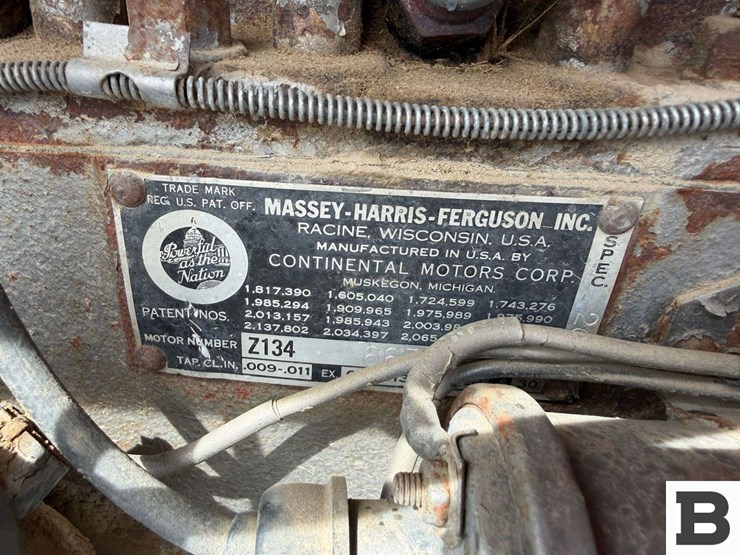 TRADE MARK
REG. U.S. PAT. OFF.
MASSEY-HARRIS-FERGUSON INC.
RACINE, WISCONSIN, U.S.A.
MANUFACTURED IN U.S.A. BY
CONTINENTAL MOTORS CORP.
MUSKEGON, MICHIGAN.
Powerful
as the
Nation
PATENT NOS.
1,817,390 1,605,040 1,724,599 1,743,276
1,985,294 1,909,965 1,975,989
2,013,157 1,985,943
2,137,802 2,034,397
MOTOR NUMBER Z134
TAP. CL. IN. .009-.011 EX
30
SPEC.
B